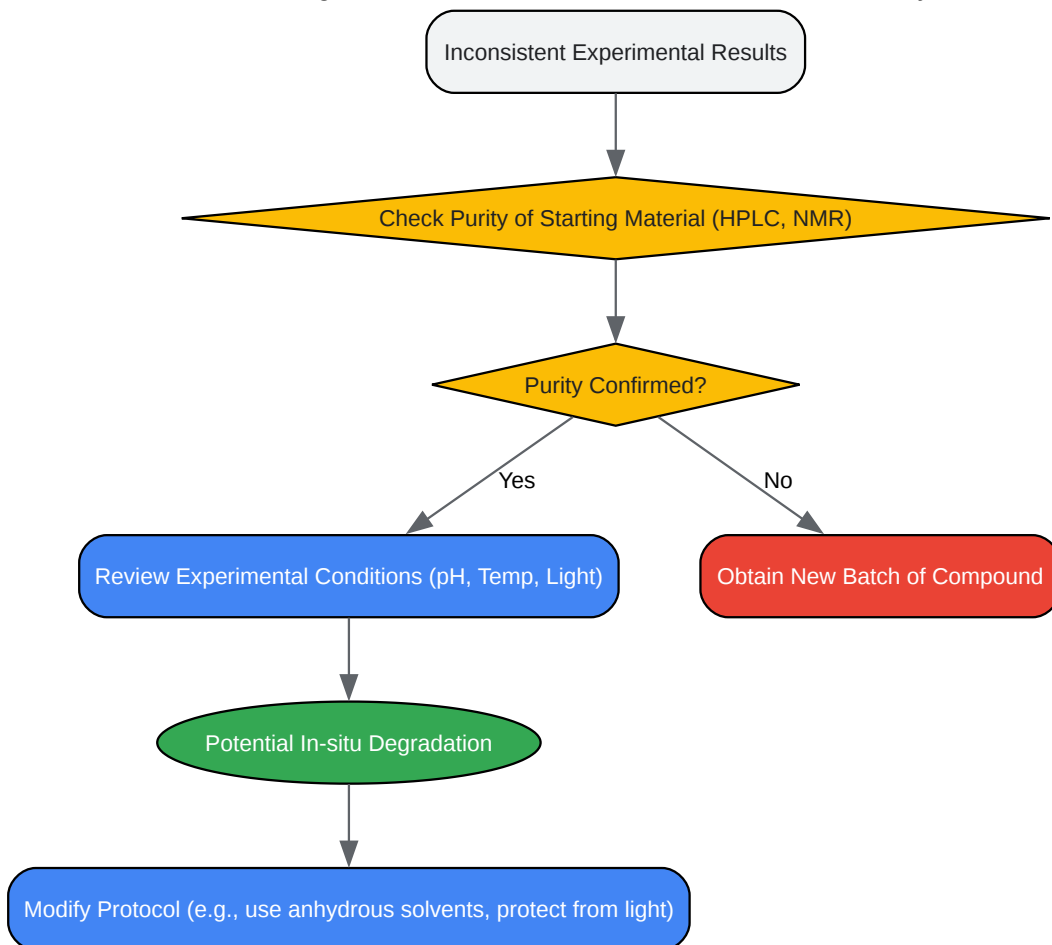 Inconsistent Experimental Results
Check Purity of Starting Material (HPLC, NMR)
Purity Confirmed?
Yes
No
Review Experimental Conditions (pH, Temp, Light)
Obtain New Batch of Compound
Potential In-situ Degradation
Modify Protocol (e.g., use anhydrous solvents, protect from light)